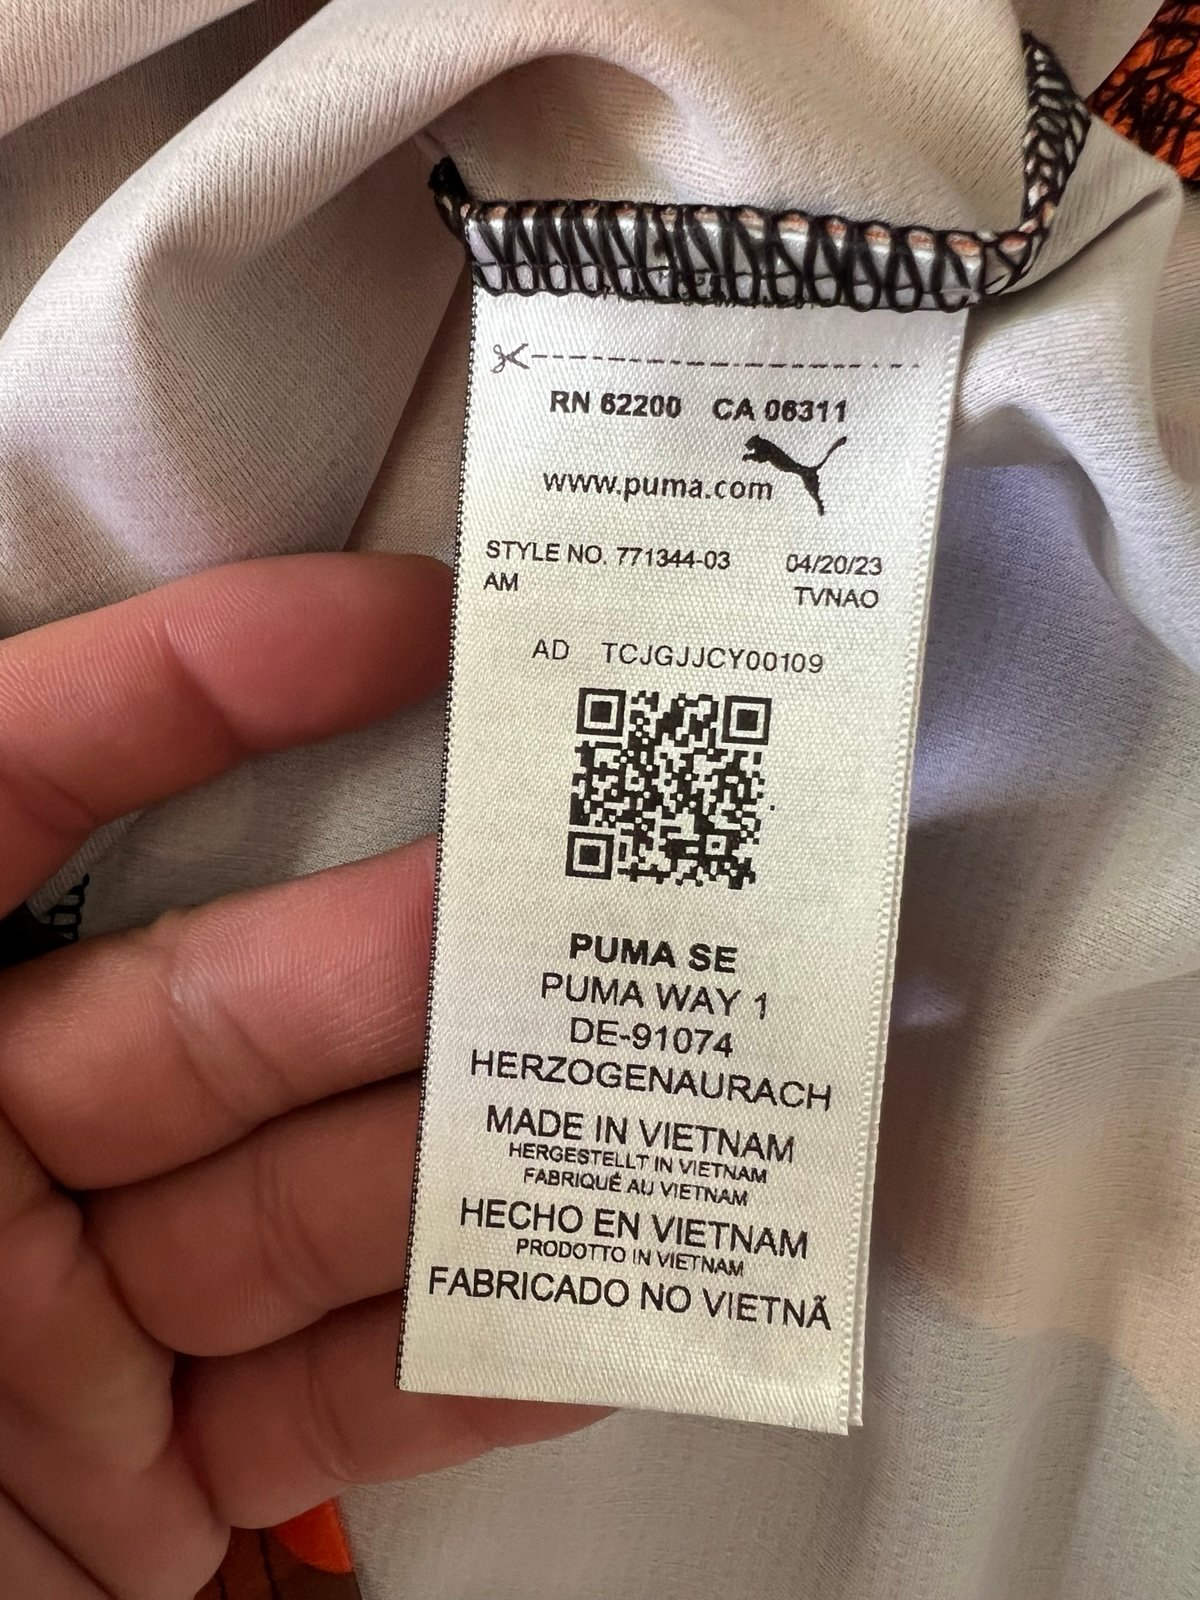 RN 62200 CA 06311
www.puma.com
STYLE NO. 771344-03 04/20/23
AM TVNAO
AD TCJGJJCY00109
PUMA SE
PUMA WAY 1
DE-91074
HERZOGENAURACH
MADE IN VIETNAM
HERGESTELLT IN VIETNAM
FABRIQUÉ AU VIETNAM
HECHO EN VIETNAM
PRODOTTO IN VIETNAM
FABRICADO NO VIETNÃ